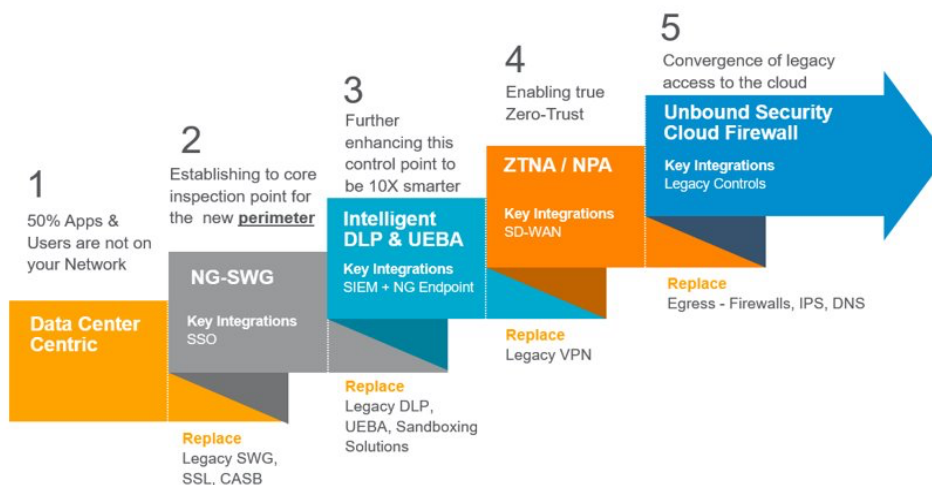 1
50% Apps &
Users are not on
your Network
Data Center
Centric
2
Establishing to core
inspection point for
the new perimeter
NG-SWG
Key Integrations
SSO
Replace
Legacy SWG,
SSL, CASB
3
Further
enhancing this
control point to
be 10X smarter
Intelligent
DLP & UEBA
Key Integrations
SIEM + NG Endpoint
Replace
Legacy DLP,
UEBA, Sandboxing
Solutions
4
Enabling true
Zero-Trust
ZTNA / NPA
Key Integrations
SD-WAN
Replace
Legacy VPN
5
Convergence of legacy
access to the cloud
Unbound Security
Cloud Firewall
Key Integrations
Legacy Controls
Replace
Egress - Firewalls, IPS, DNS